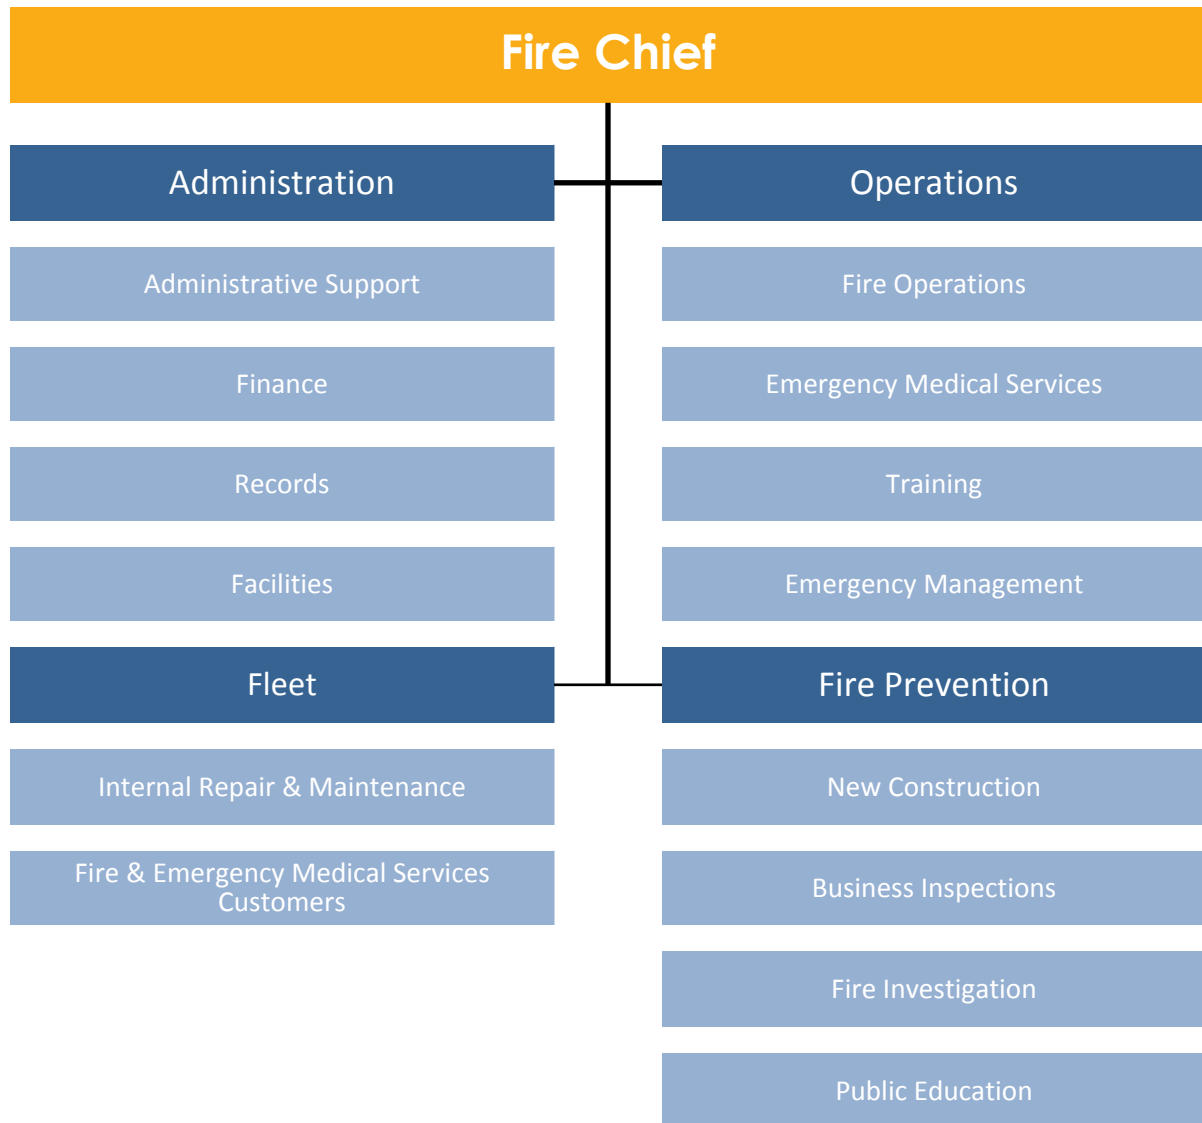 Fire Chief
Administration
Administrative Support
Finance
Records
Facilities
Fleet
Internal Repair & Maintenance
Fire & Emergency Medical Services
Customers
Operations
Fire Operations
Emergency Medical Services
Training
Emergency Management
Fire Prevention
New Construction
Business Inspections
Fire Investigation
Public Education